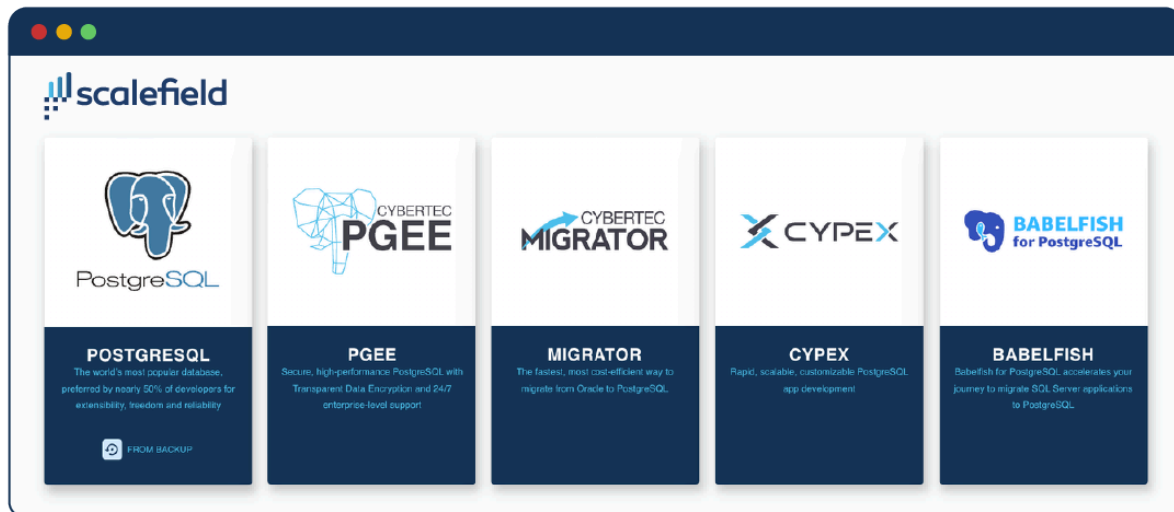 scalefield
PostgreSQL
CYBERTEC
PGEE
CYBERTEC
MIGRATOR
CYPEX
BABELFISH
for PostgreSQL
POSTGRESQL
The world's most popular database,
preferred by nearly 50% of developers for
extensibility, freedom and reliability
FROM BACKUP
PGEE
Secure, high-performance PostgreSQL with
Transparent Data Encryption and 24/7
enterprise-level support
MIGRATOR
The fastest, most cost-efficient way to
migrate from Oracle to PostgreSQL
CYPEX
Rapid, scalable, customizable PostgreSQL
app development
BABELFISH
Babelfish for PostgreSQL accelerates your
journey to migrate SQL Server applications
to PostgreSQL